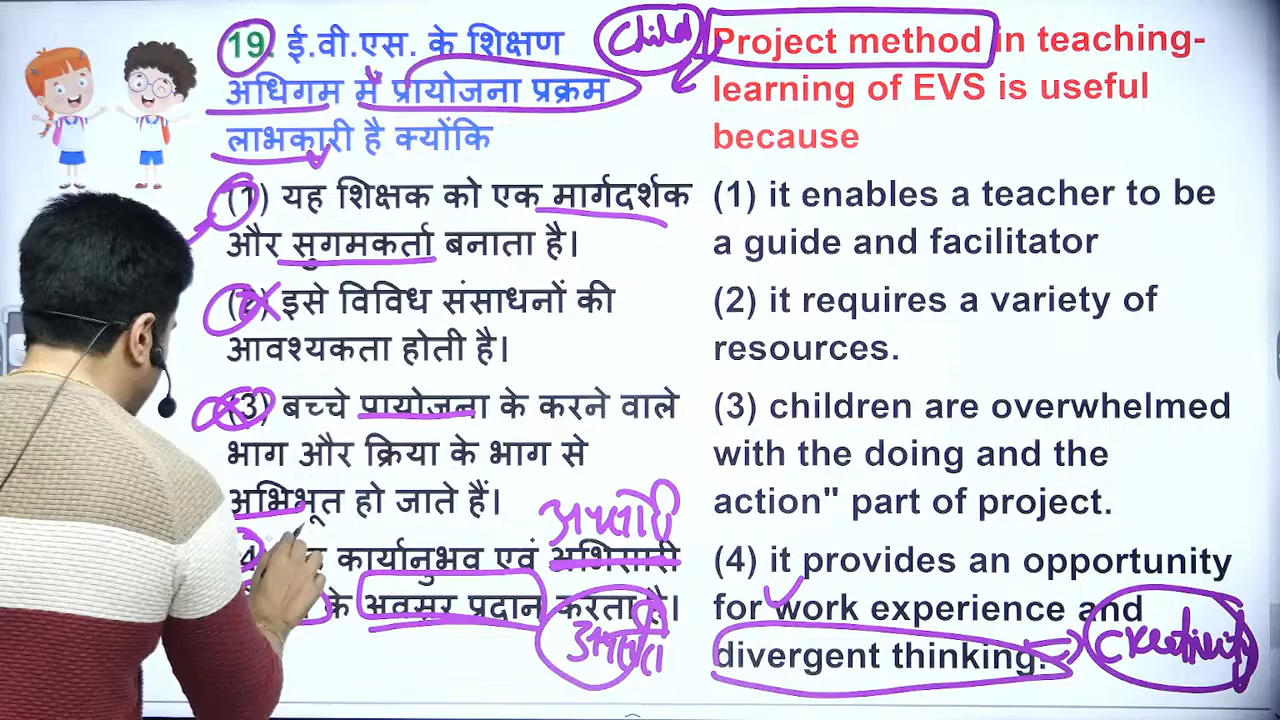 19. ई.वी.एस. के शिक्षण
अधिगम में प्रायोजना प्रक्रम
लाभकारी है क्योंकि
(1) यह शिक्षक को एक मार्गदर्शक
और सुगमकर्ता बनाता है।
(2) इसे विविध संसाधनों की
आवश्यकता होती है।
(3) बच्चे प्रायोजना के करने वाले
भाग और क्रिया के भाग से
अभिभूत हो जाते हैं।
कार्यानुभव एवं
के अवसर प्रदान करता है।
Child
Project method in teaching-
learning of EVS is useful
because
(1) it enables a teacher to be
a guide and facilitator
(2) it requires a variety of
resources.
(3) children are overwhelmed
with the doing and the
action" part of project.
(4) it provides an opportunity
for work experience and
divergent thinking.
creativity